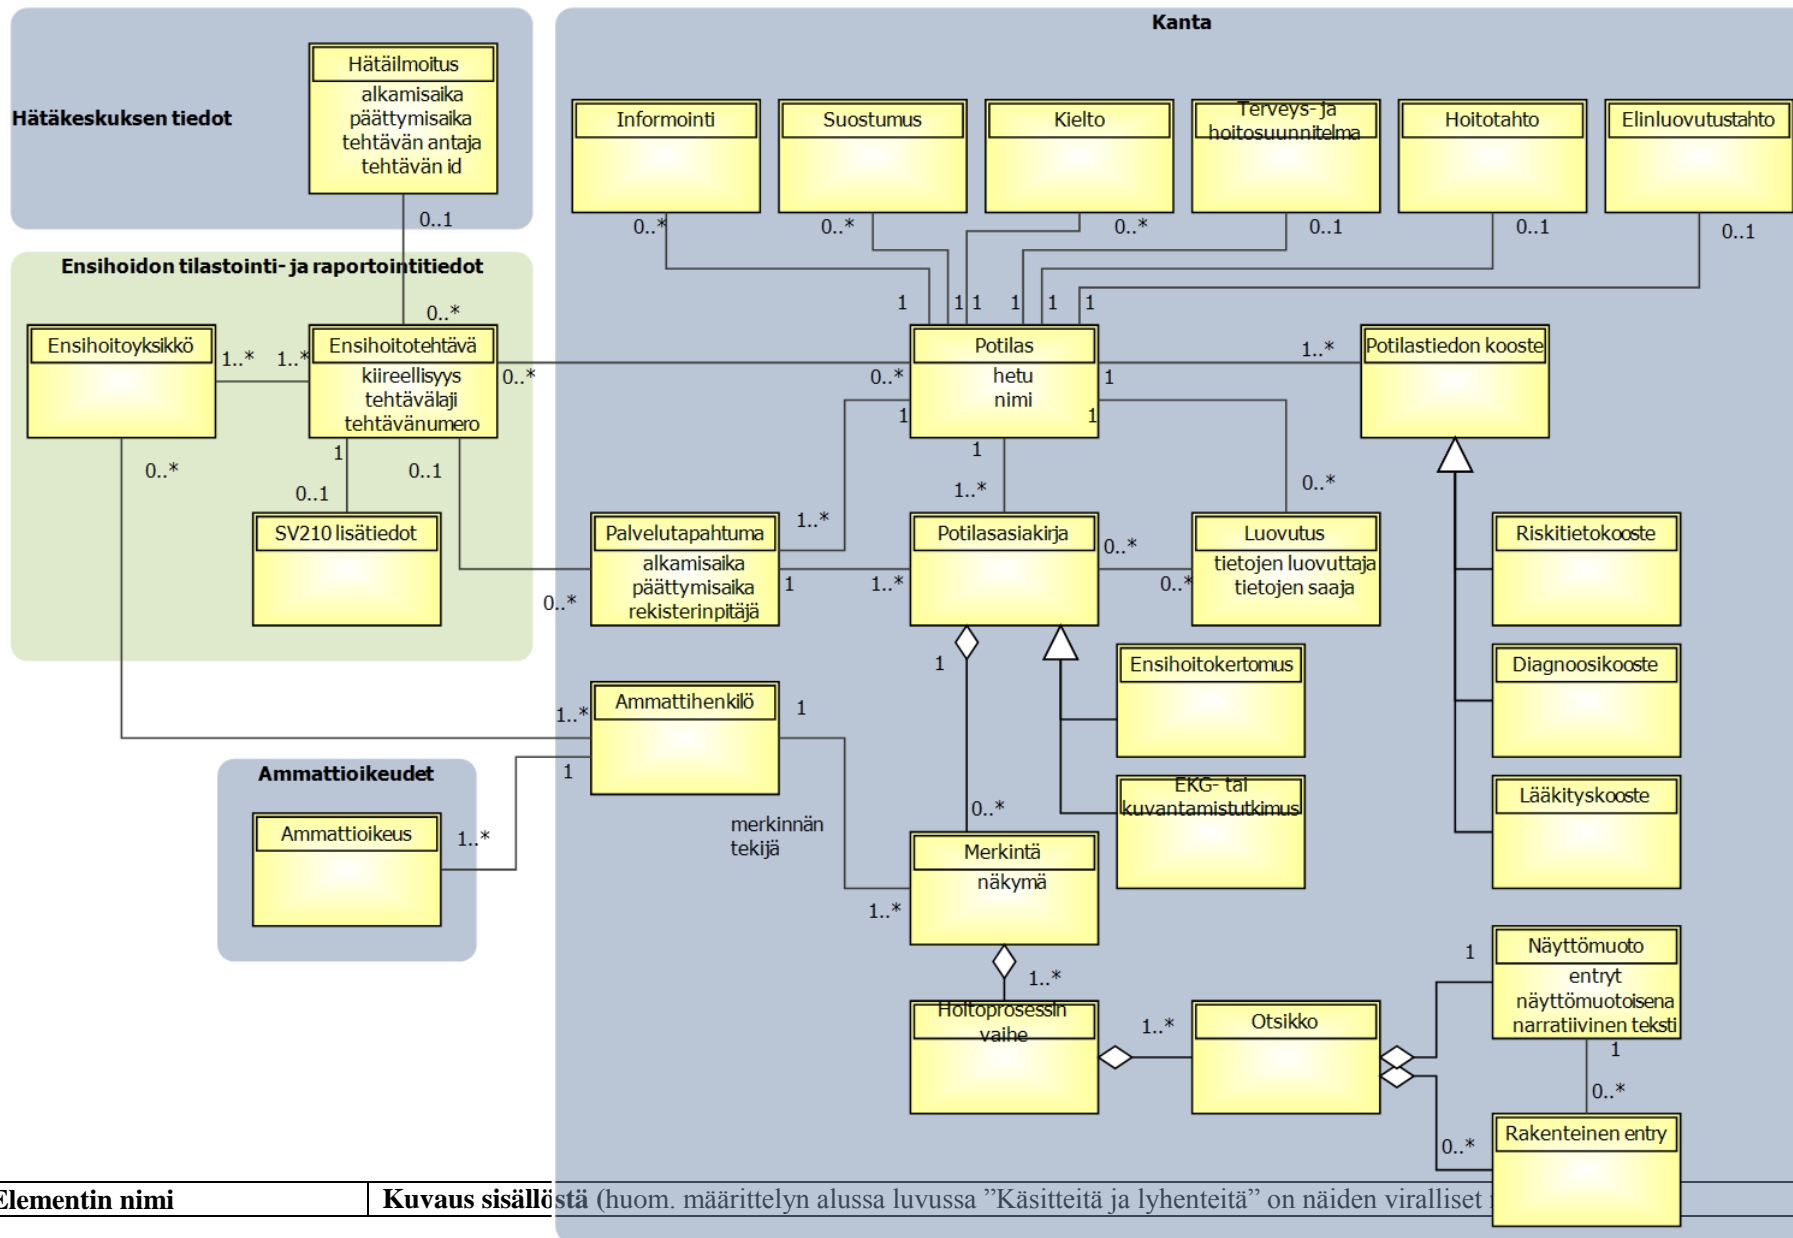 Kanta
Hätäkeskuksen tiedot
Hätäilmoitus
alkamisaika
päättymisaika
tehtävän antaja
tehtävän id
0..1
Informointi
Suostumus
Kielto
Terveys- ja
hoitosuunnitelma
Hoitotahto
Elinluovutustahto
0..*
0..*
0..*
0..1
0..1
0..1
Ensihoidon tilastointi- ja raportointitiedot
0..*
1
1
1
1
1
1
Ensihoitoyksikkö
1..*
1..*
Ensihoitotehtävä
kiireellisyys
tehtävälaji
tehtävänumero
0..*
0..*
Potilas
hetu
nimi
1
1..*
Potilastiedon kooste
1
1
1
0..*
1
0..1
0..1
1..*
1..*
0..*
SV210 lisätiedot
Palvelutapahtuma
alkamisaika
päättymisaika
rekisterinpitäjä
0..*
1
1..*
Potilasasiakirja
0..*
0..*
Luovutus
tietojen luovuttaja
tietojen saaja
Riskitietokooste
1
Ensihoitokertomus
Diagnoosikooste
Ammattihenkilö
1..*
1
1
Ammattioikeudet
Ammattioikeus
1..*
EKG- tai
kuvantamistutkimus
Lääkityskooste
merkinnän
tekijä
0..*
Merkintä
näkymä
1..*
1..*
Hoitoprosessin
vaihe
1..*
Otsikko
1
Näyttömuoto
entryt
näyttömuotoisena
narratiivinen teksti
1
0..*
0..*
Rakenteinen entry
Elementin nimi
Kuvaus sisällöstä (huom. määrittelyn alussa luvussa ”Käsitteitä ja lyhenteitä” on näiden viralliset